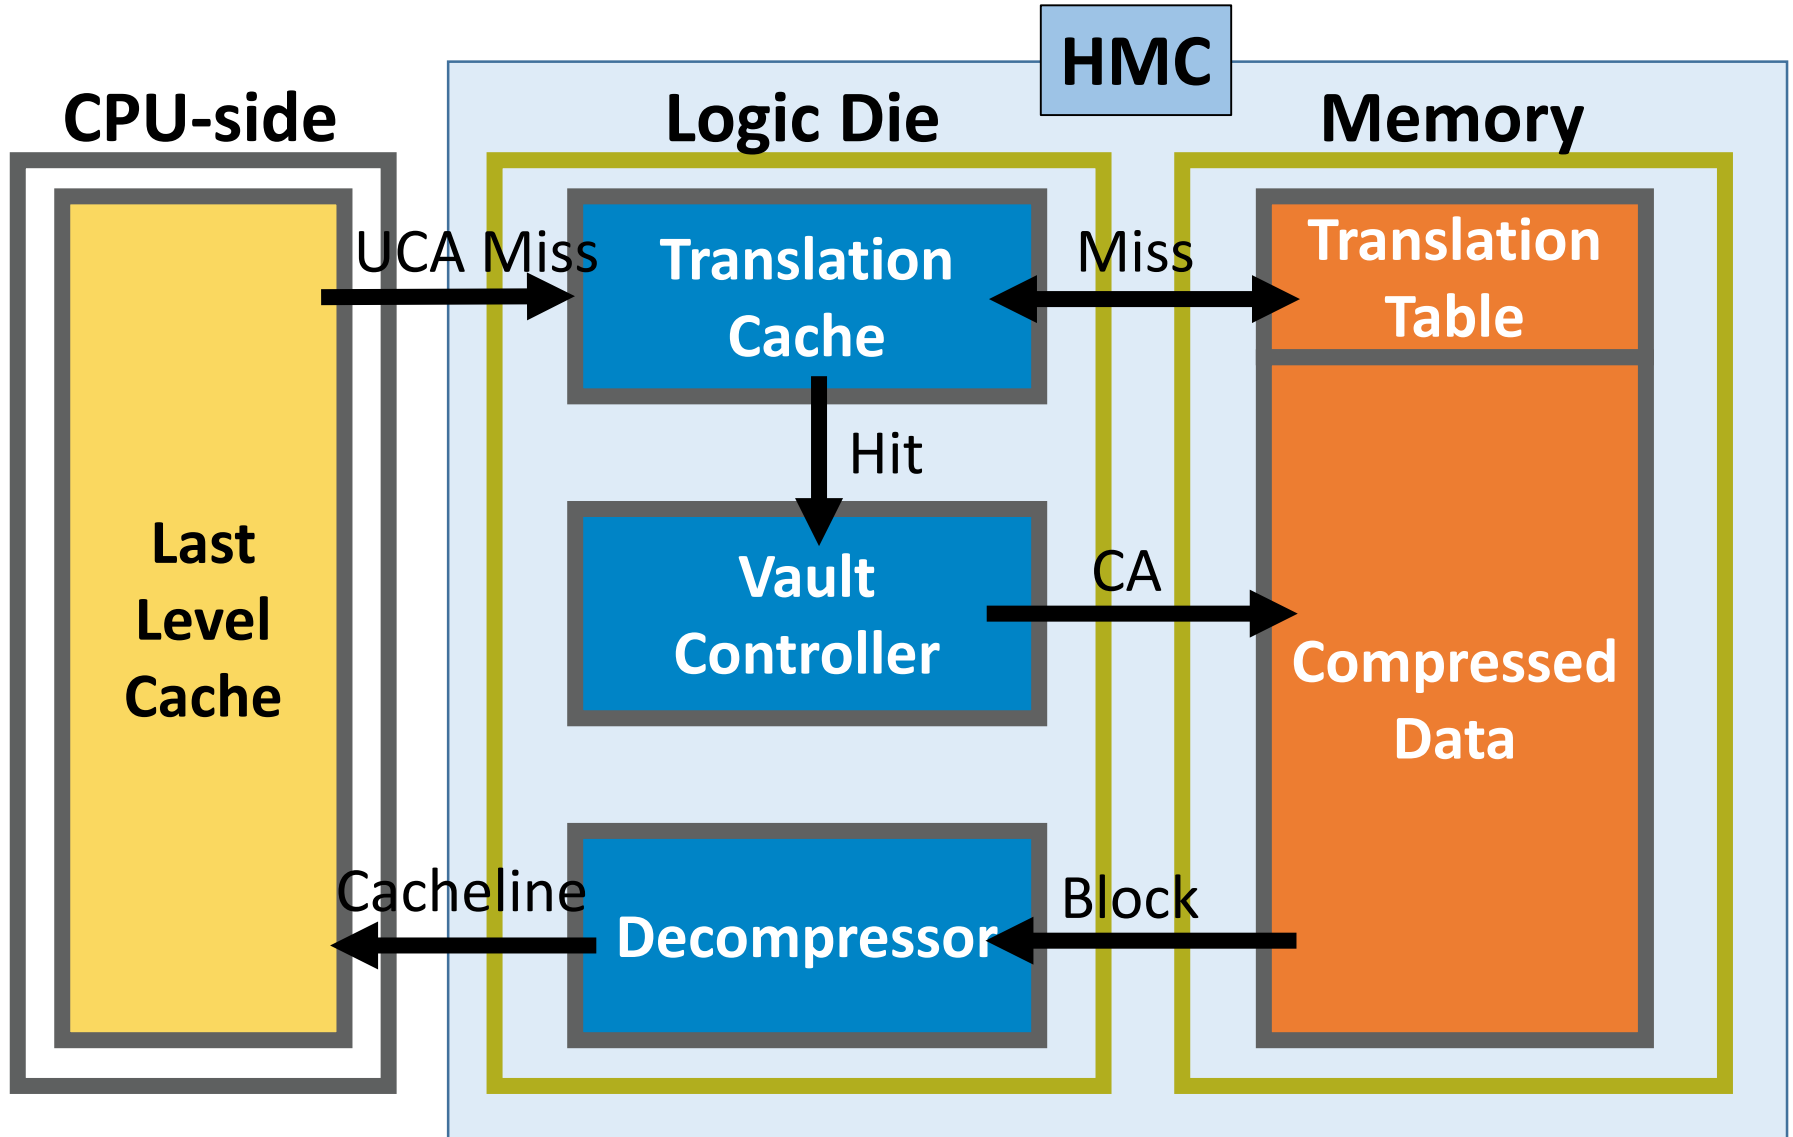 HMC
CPU-side
Logic Die
Memory
UCA Miss
Translation
Cache
Miss
Translation
Table
Hit
Last
Level
Cache
Vault
Controller
CA
Compressed
Data
Cacheline
Decompressor
Block